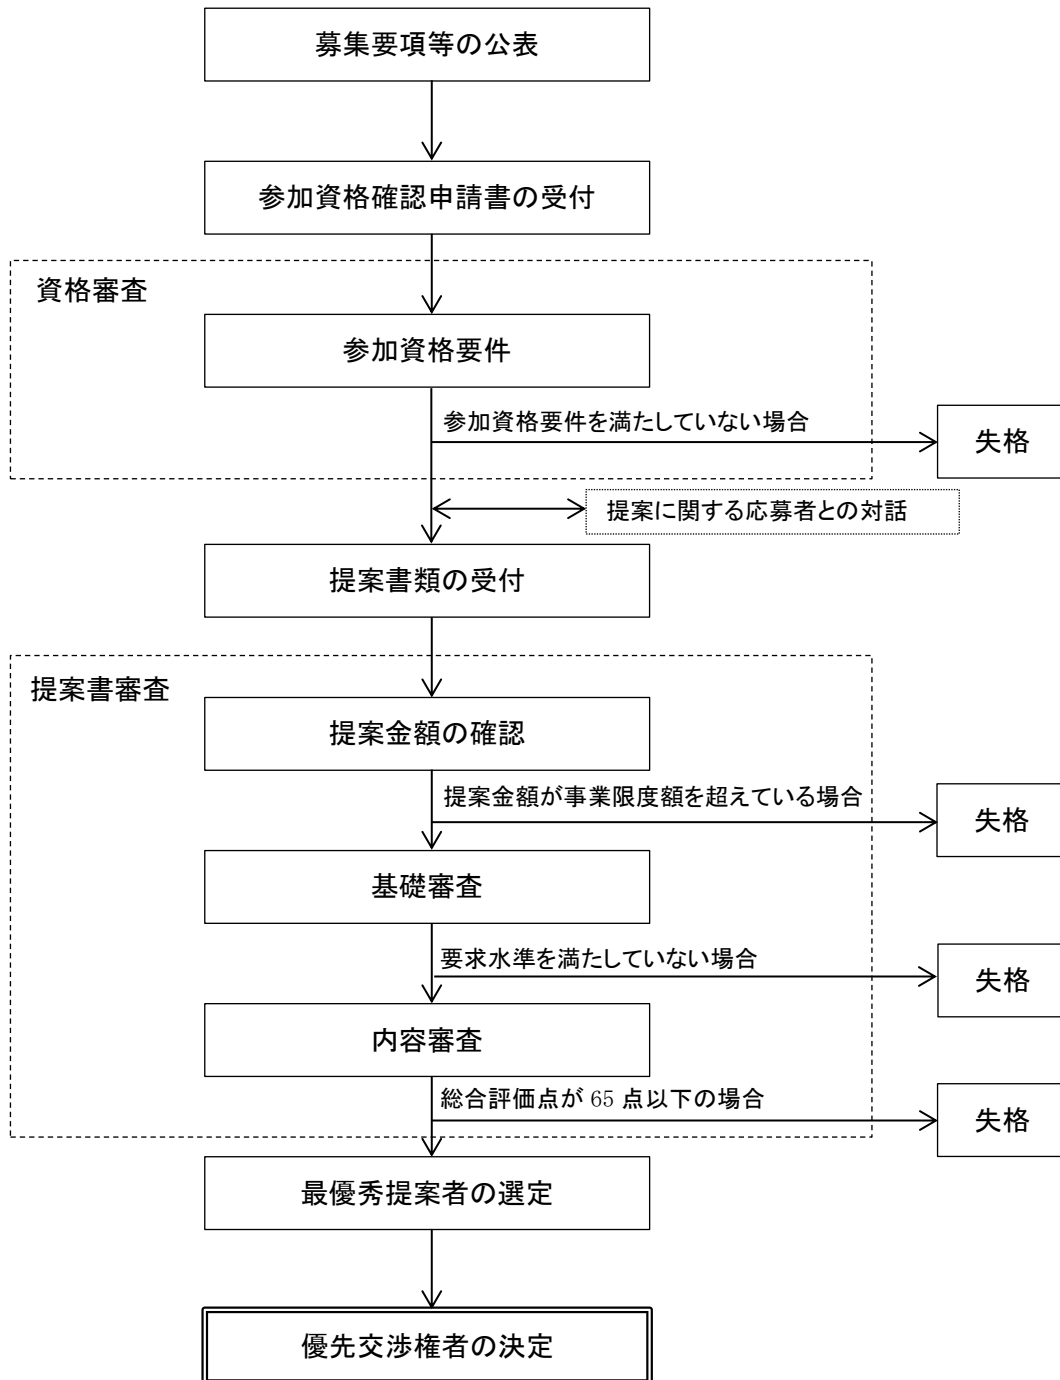 募集要項等の公表
参加資格確認申請書の受付
資格審査
参加資格要件
参加資格要件を満たしていない場合
失格
提案に関する応募者との対話
提案書類の受付
提案書審査
提案金額の確認
提案金額が事業限度額を超えている場合
失格
基礎審査
要求水準を満たしていない場合
失格
内容審査
総合評価点が 65 点以下の場合
失格
最優秀提案者の選定
優先交渉権者の決定